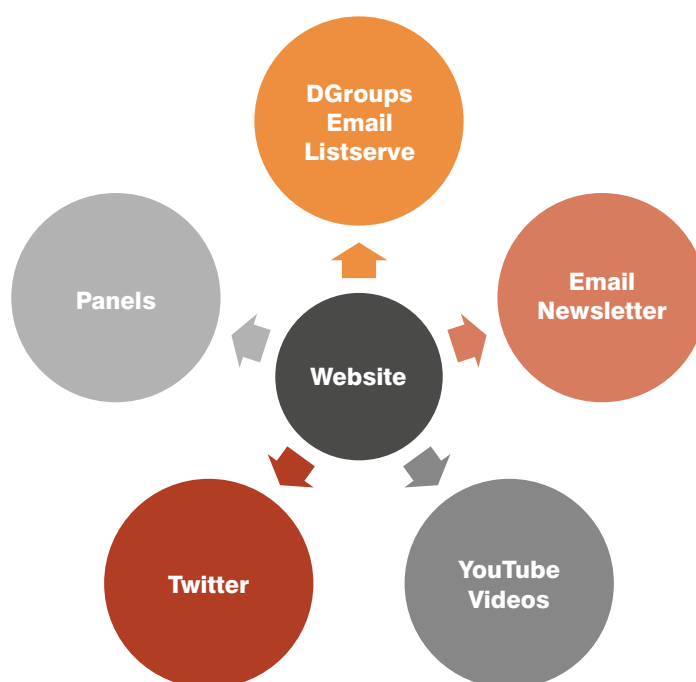 DGroups
Email
Listserve
Panels
Email
Newsletter
Website
Twitter
YouTube
Videos